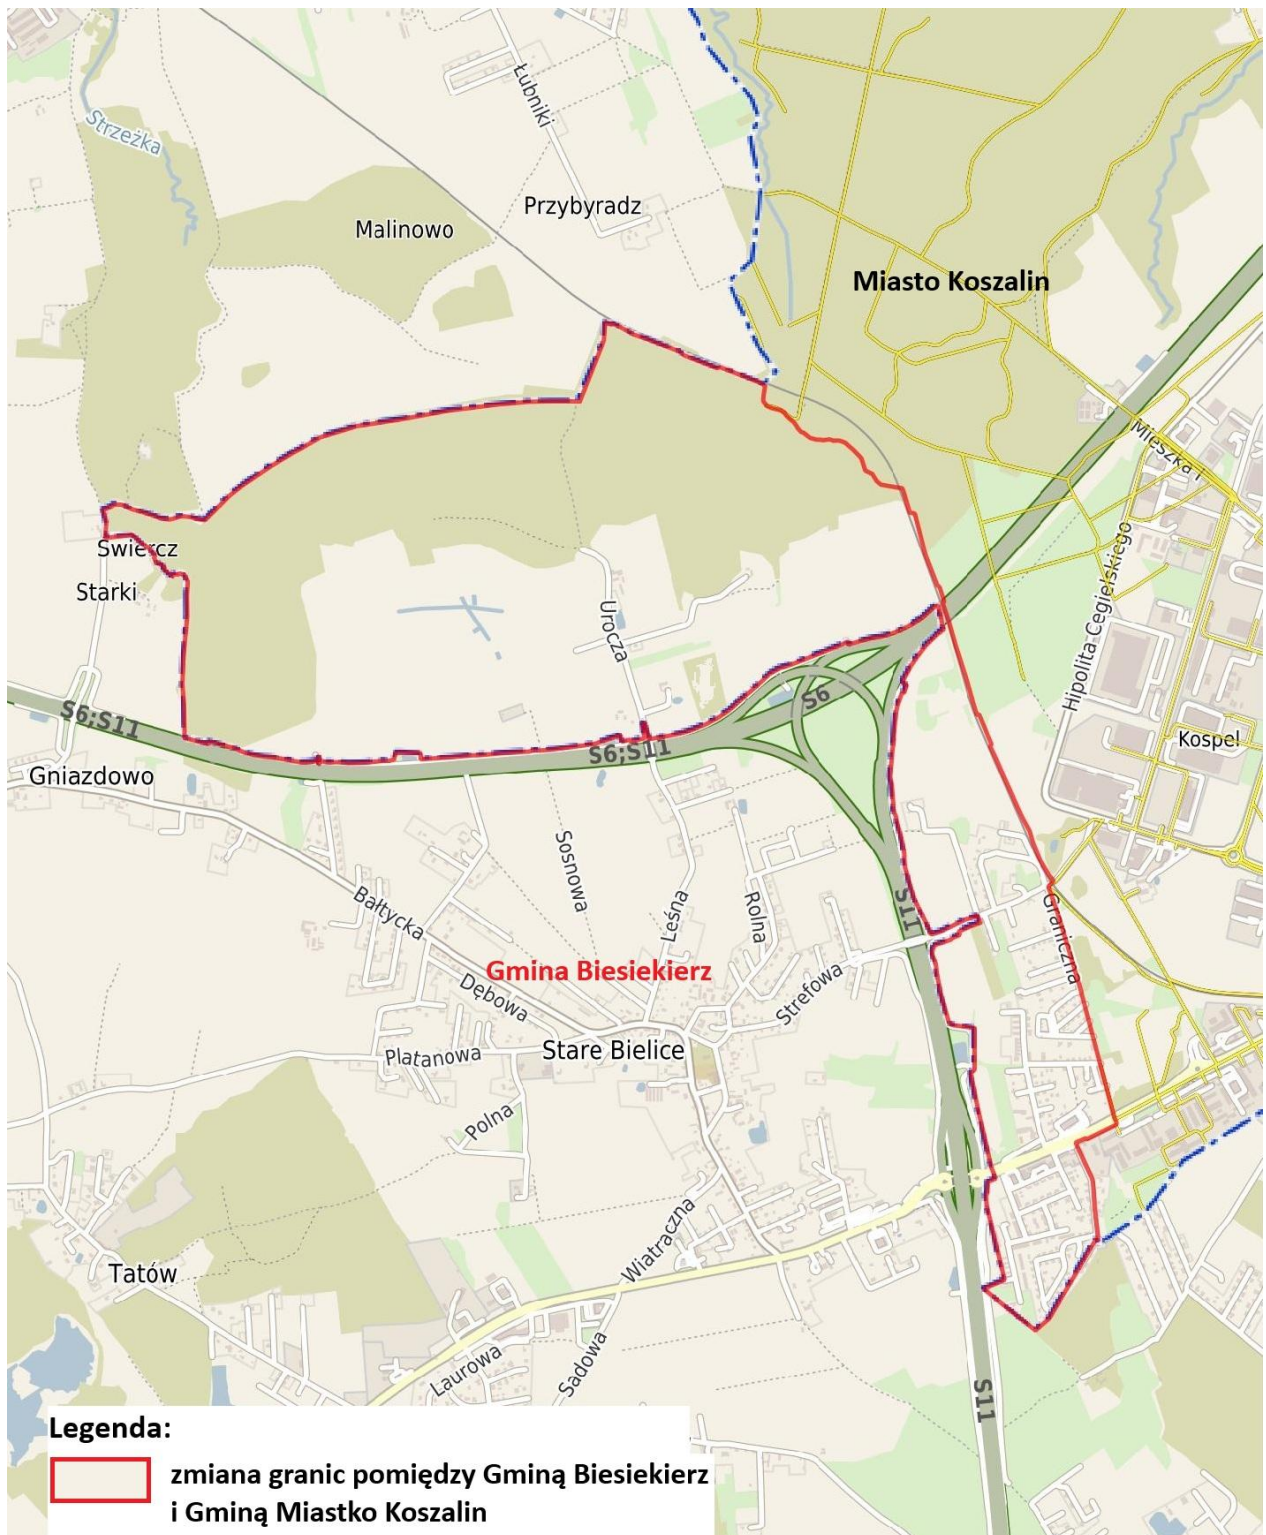 Łubniki
Strzeżka
Przybyradz
Malinowo
Miasto Koszalin
Mieszka I
Hipolita Cegielskiego
Swiercz
Starki
Urocza
S6
S6;S11
S6;S11
Kospel
Gniazdowo
Sosnowa
Bałtycka
Leśna
Rolna
S11
Graniczna
Gmina Biesiekierz
Dębowa
Strefowa
Platanowa
Stare Bielice
Polna
Wiatraczna
Tatów
Laurowa
Sadowa
S11
Legenda:
zmiana granic pomiędzy Gminą Biesiekierz
i Gminą Miastko Koszalin